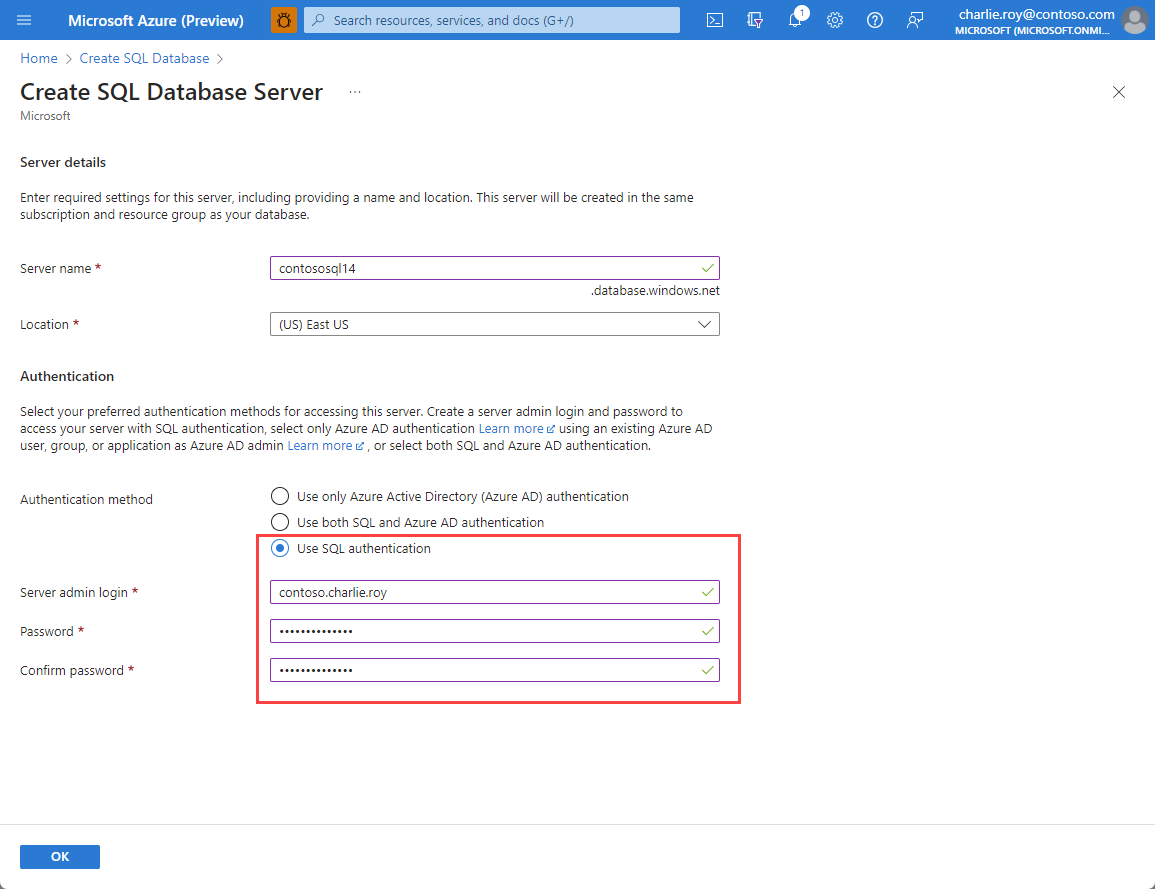 Microsoft Azure (Preview)
Search resources, services, and docs (G+/)
1
charlie.roy@contoso.com
MICROSOFT (MICROSOFT.ONMI...
Home > Create SQL Database >
Create SQL Database Server ...
Microsoft
Server details
Enter required settings for this server, including providing a name and location. This server will be created in the same
subscription and resource group as your database.
Server name *
contososql14
.database.windows.net
Location *
(US) East US
Authentication
Select your preferred authentication methods for accessing this server. Create a server admin login and password to
access your server with SQL authentication, select only Azure AD authentication Learn more using an existing Azure AD
user, group, or application as Azure AD admin Learn more , or select both SQL and Azure AD authentication.
Authentication method
Use only Azure Active Directory (Azure AD) authentication
Use both SQL and Azure AD authentication
Use SQL authentication
Server admin login *
contoso.charlie.roy
Password *
••••••••••••••
Confirm password *
••••••••••••••
OK